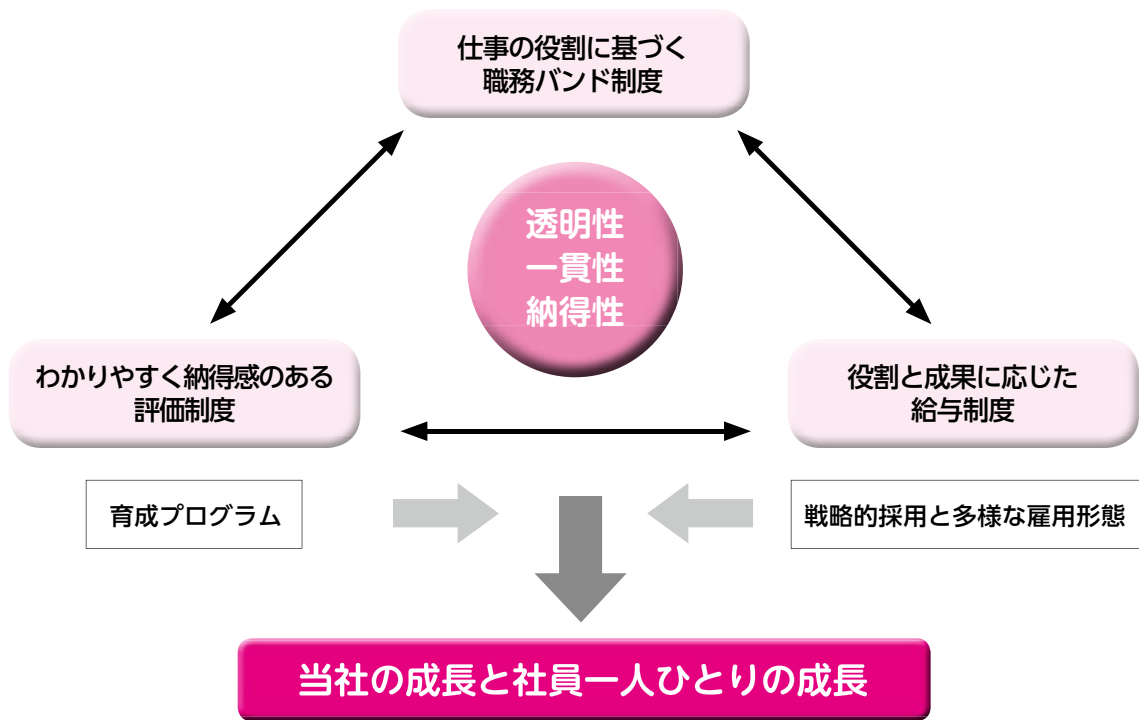 仕事の役割に基づく
職務バンド制度
透明性
一貫性
納得性
わかりやすく納得感のある
評価制度
役割と成果に応じた
給与制度
育成プログラム
戦略的採用と多様な雇用形態
当社の成長と社員一人ひとりの成長